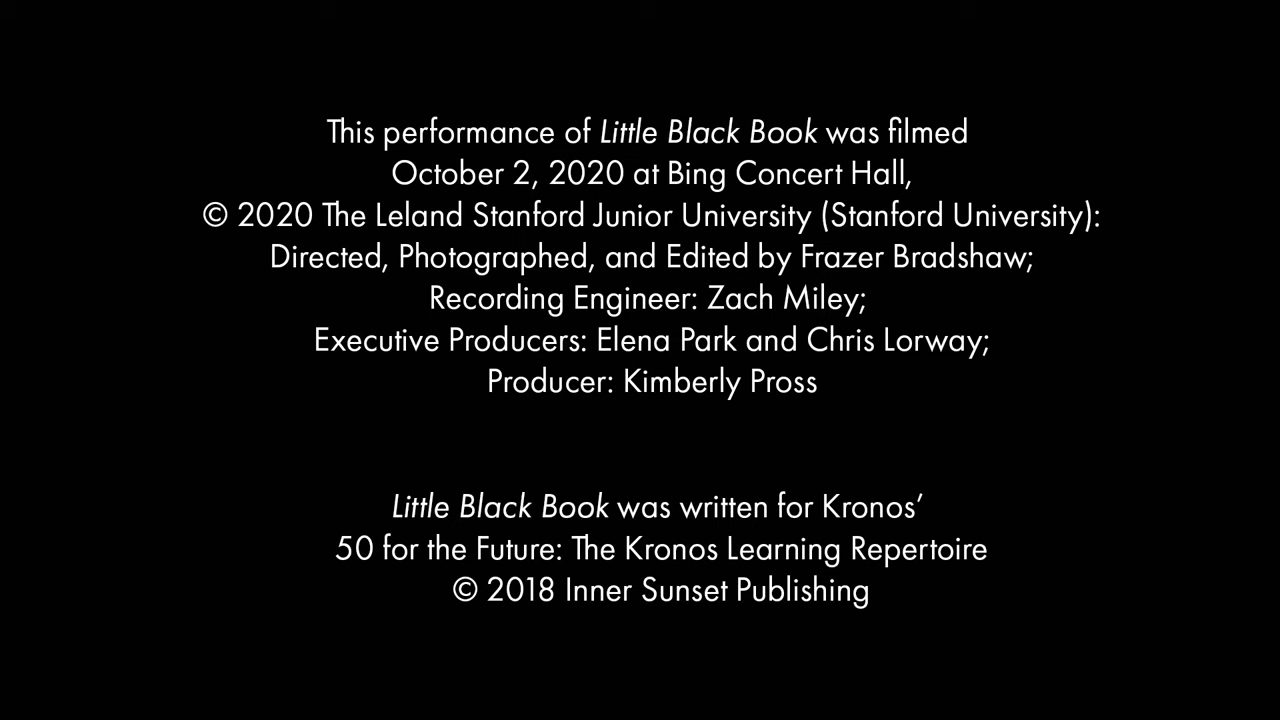 This performance of Little Black Book was filmed
October 2, 2020 at Bing Concert Hall,
© 2020 The Leland Stanford Junior University (Stanford University):
Directed, Photographed, and Edited by Frazer Bradshaw;
Recording Engineer: Zach Miley;
Executive Producers: Elena Park and Chris Lorway;
Producer: Kimberly Pross
Little Black Book was written for Kronos’
50 for the Future: The Kronos Learning Repertoire
© 2018 Inner Sunset Publishing